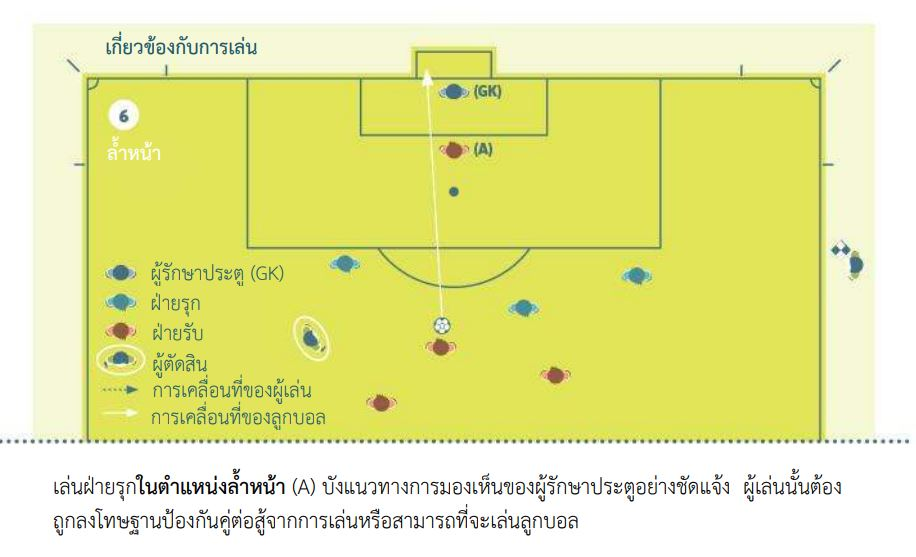 เกี่ยวข้องกับการเล่น
(GK)
6
ล้ำหน้า
(A)
ผู้รักษาประตู (GK)
ฝ่ายรุก
ฝ่ายรับ
ผู้ตัดสิน
การเคลื่อนที่ของผู้เล่น
การเคลื่อนที่ของลูกบอล
เล่นฝ่ายรุกในตำแหน่งล้ำหน้า (A) บังแนวทางการมองเห็นของผู้รักษาประตูอย่างชัดแจ้ง ผู้เล่นนั้นต้อง
ถูกลงโทษฐานป้องกันคู่ต่อสู้จากการเล่นหรือสามารถที่จะเล่นลูกบอล